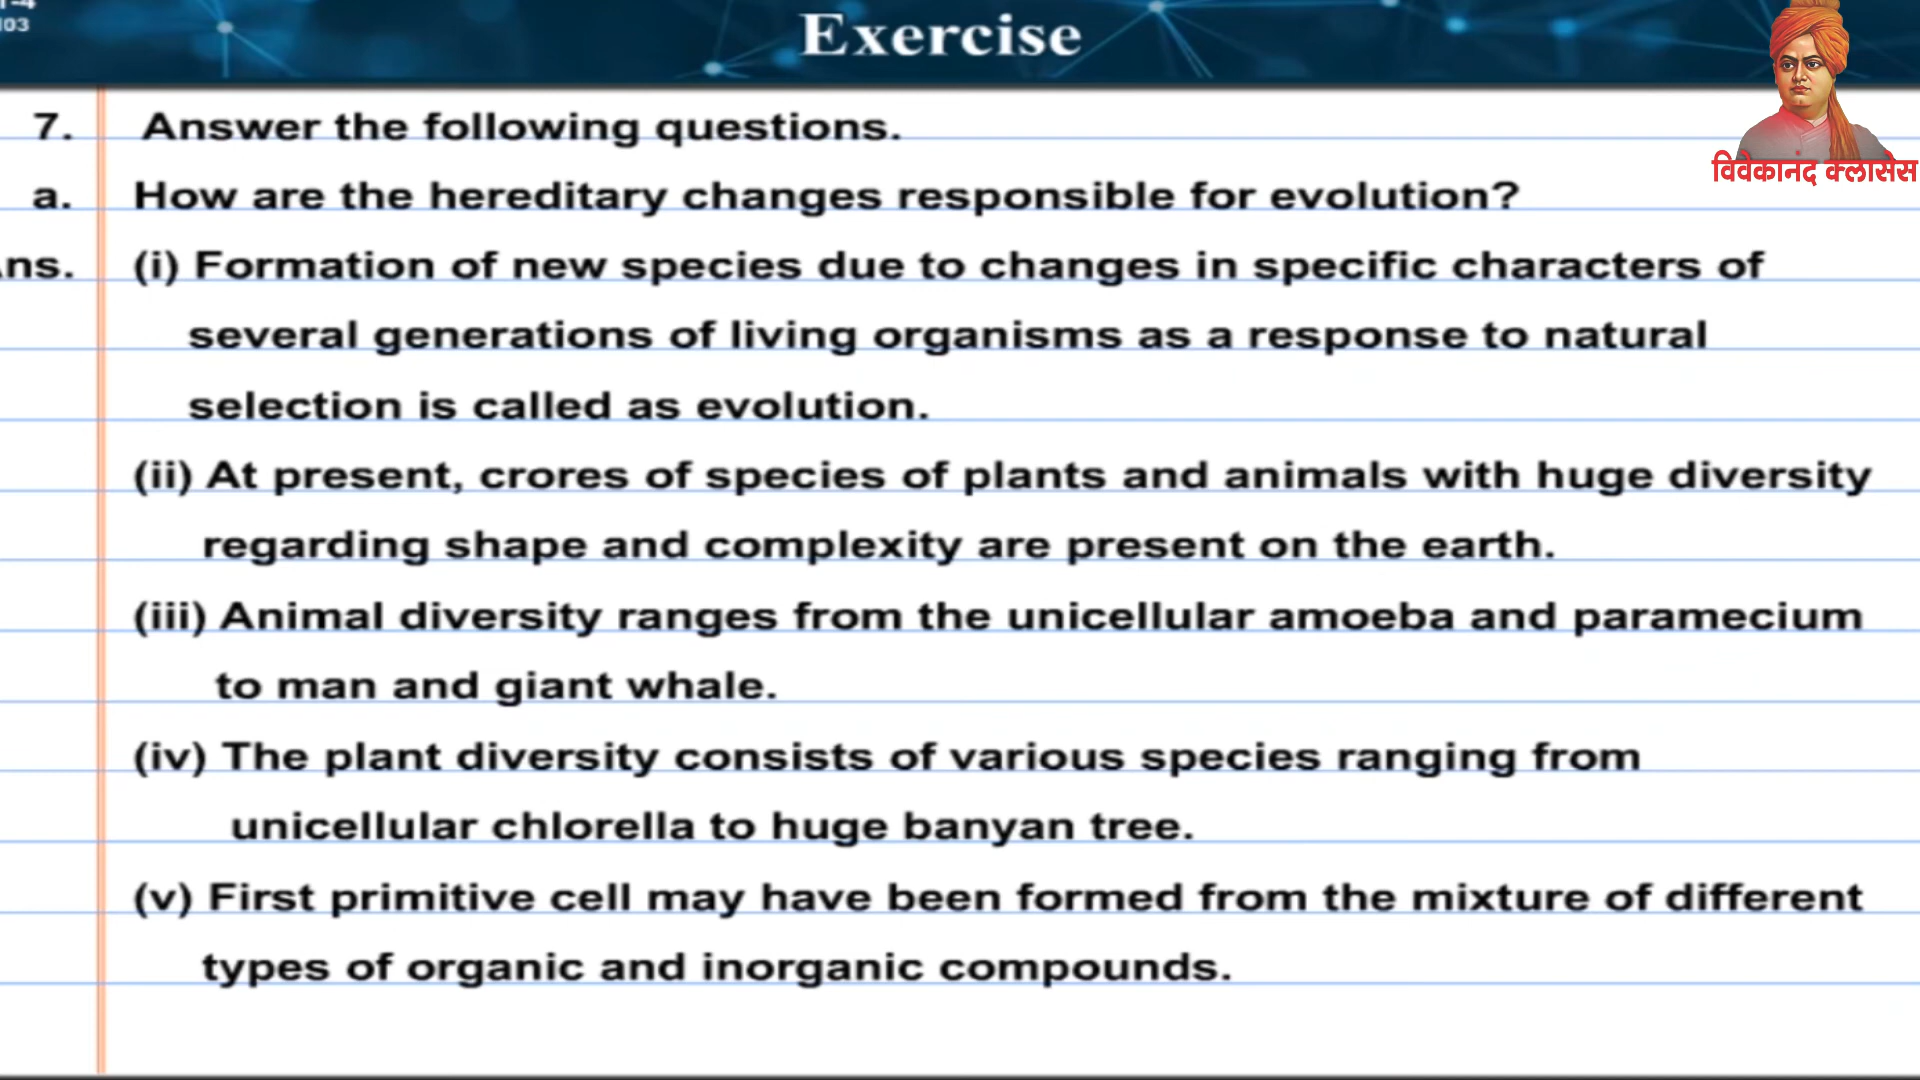 Exercise
7. Answer the following questions.
a. How are the hereditary changes responsible for evolution?
ns. (i) Formation of new species due to changes in specific characters of
several generations of living organisms as a response to natural
selection is called as evolution.
(ii) At present, crores of species of plants and animals with huge diversity
regarding shape and complexity are present on the earth.
(iii) Animal diversity ranges from the unicellular amoeba and paramecium
to man and giant whale.
(iv) The plant diversity consists of various species ranging from
unicellular chlorella to huge banyan tree.
(v) First primitive cell may have been formed from the mixture of different
types of organic and inorganic compounds.
विवेकानंद क्लासेस